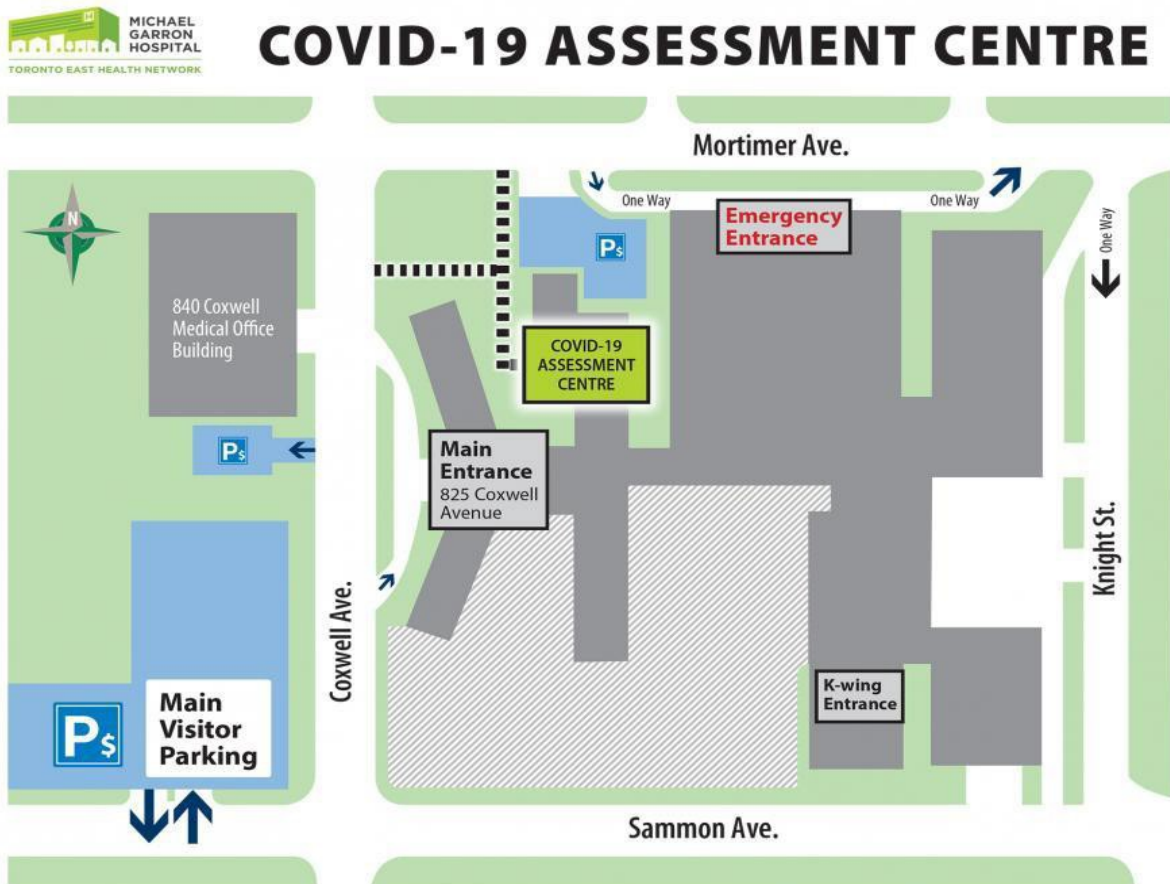 MICHAEL
GARRON
HOSPITAL
TORONTO EAST HEALTH NETWORK
COVID-19 ASSESSMENT CENTRE
Mortimer Ave.
One Way
One Way
Emergency
Entrance
One Way
N
H
P$
840 Coxwell
Medical Office
Building
COVID-19
ASSESSMENT
CENTRE
P$
Main
Entrance
825 Coxwell
Avenue
Coxwell Ave.
Knight St.
K-wing
Entrance
P$
Main
Visitor
Parking
Sammon Ave.